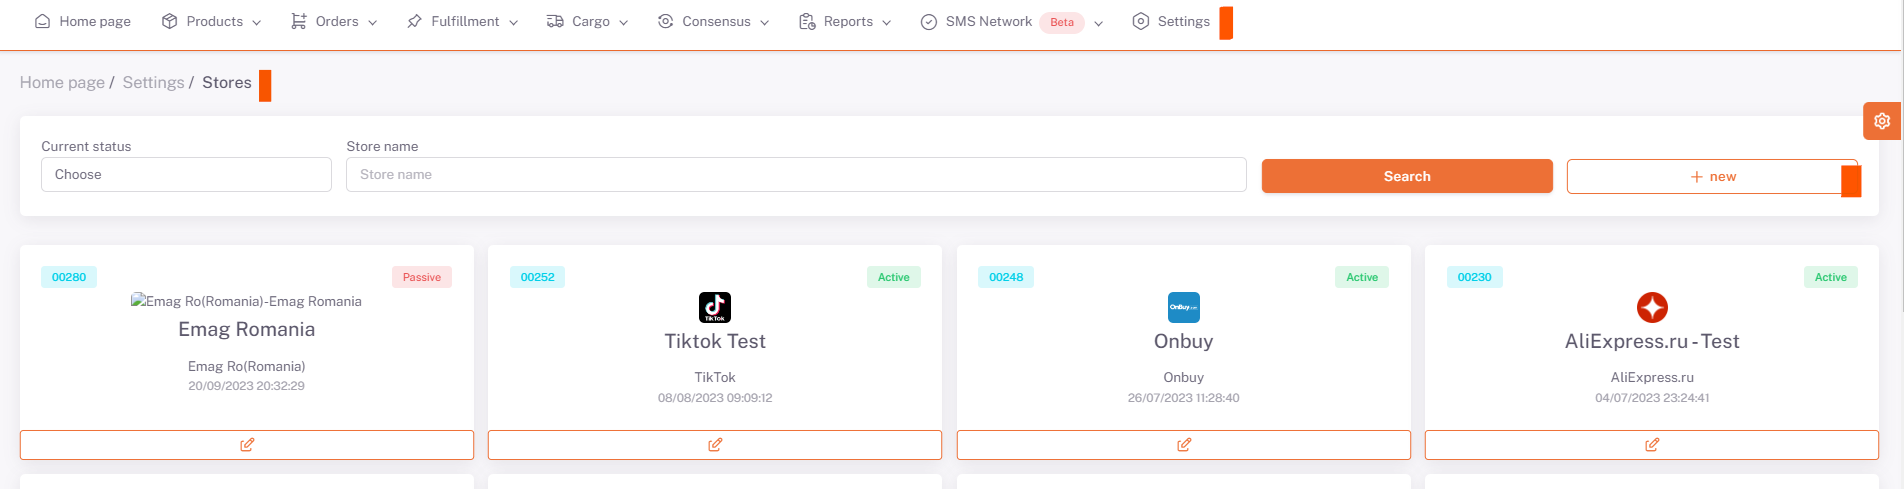 Home page Products Orders Fulfillment Cargo Consensus Reports SMS Network Beta Settings
Home page / Settings / Stores
Current status Store name
Choose Store name Search + new
00280 Passive 00252 Active 00248 Active 00230 Active
Emag Ro(Romania)-Emag Romania TikTok OnBuy
Emag Romania Tiktok Test Onbuy AliExpress.ru - Test
Emag Ro(Romania) TikTok Onbuy AliExpress.ru
20/09/2023 20:32:29 08/08/2023 09:09:12 26/07/2023 11:28:40 04/07/2023 23:24:41